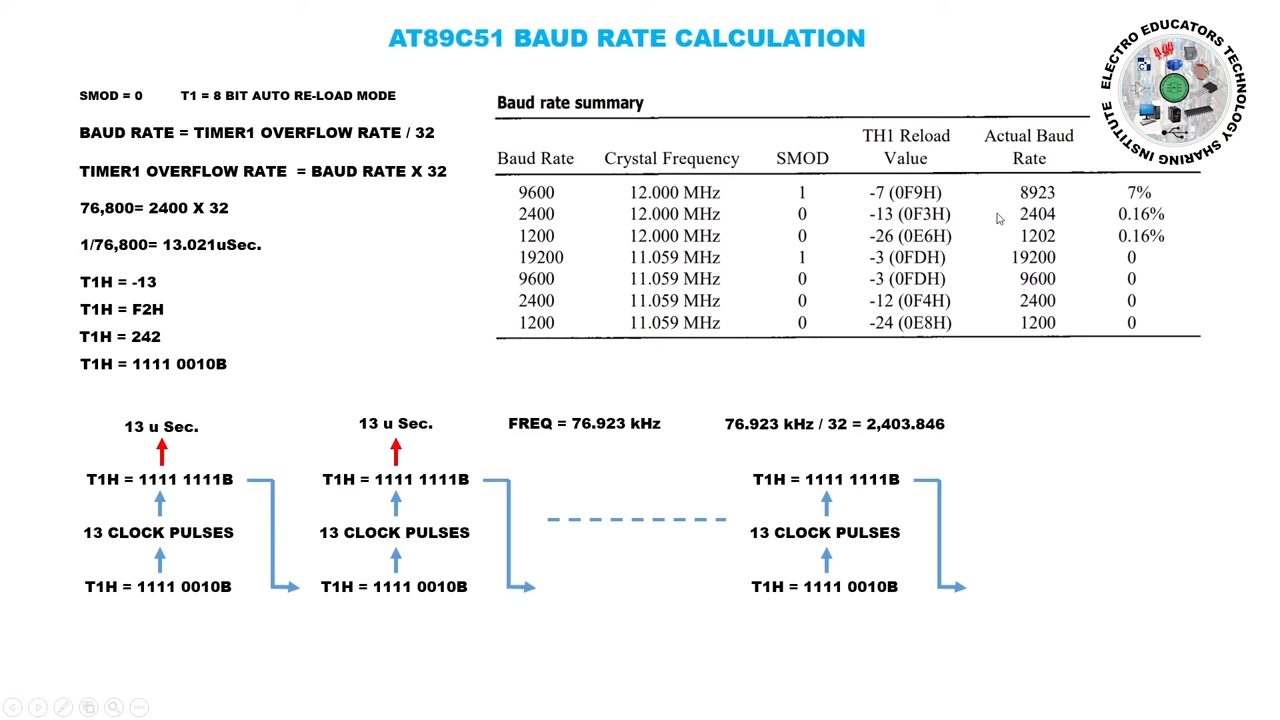 AT89C51 BAUD RATE CALCULATION
ELECTRO EDUCATORS TECHNOLOGY SHARING INSTITUTE
SMOD = 0 T1 = 8 BIT AUTO RE-LOAD MODE
BAUD RATE = TIMER1 OVERFLOW RATE / 32
TIMER1 OVERFLOW RATE = BAUD RATE X 32
76,800= 2400 X 32
1/76,800= 13.021uSec.
T1H = -13
T1H = F2H
T1H = 242
T1H = 1111 0010B
Baud rate summary
Baud Rate Crystal Frequency SMOD TH1 Reload Value Actual Baud Rate
9600 12.000 MHz 1 -7 (0F9H) 8923 7%
2400 12.000 MHz 0 -13 (0F3H) 2404 0.16%
1200 12.000 MHz 0 -26 (0E6H) 1202 0.16%
19200 11.059 MHz 1 -3 (0FDH) 19200 0
9600 11.059 MHz 0 -3 (0FDH) 9600 0
2400 11.059 MHz 0 -12 (0F4H) 2400 0
1200 11.059 MHz 0 -24 (0E8H) 1200 0
13 u Sec. 13 u Sec. FREQ = 76.923 kHz 76.923 kHz / 32 = 2,403.846
T1H = 1111 1111B T1H = 1111 1111B T1H = 1111 1111B
13 CLOCK PULSES 13 CLOCK PULSES 13 CLOCK PULSES
T1H = 1111 0010B T1H = 1111 0010B T1H = 1111 0010B